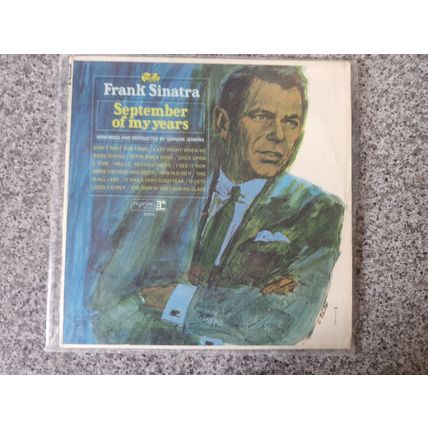 Frank Sinatra
September
of my years
ARRANGED AND CONDUCTED BY GORDON JENKINS
DON'T WAIT TOO LONG / LAST NIGHT WHEN WE
WERE YOUNG / SEPTEMBER SONG / ONCE UPON
A TIME / HELLO, YOUNG LOVERS / I SEE IT NOW
WHEN THE WIND WAS GREEN / HOW OLD AM I? / THIS
IS ALL I ASK / IT WAS A VERY GOOD YEAR / IT GETS
LONELY EARLY / THE MAN IN THE LOOKING GLASS
reprise